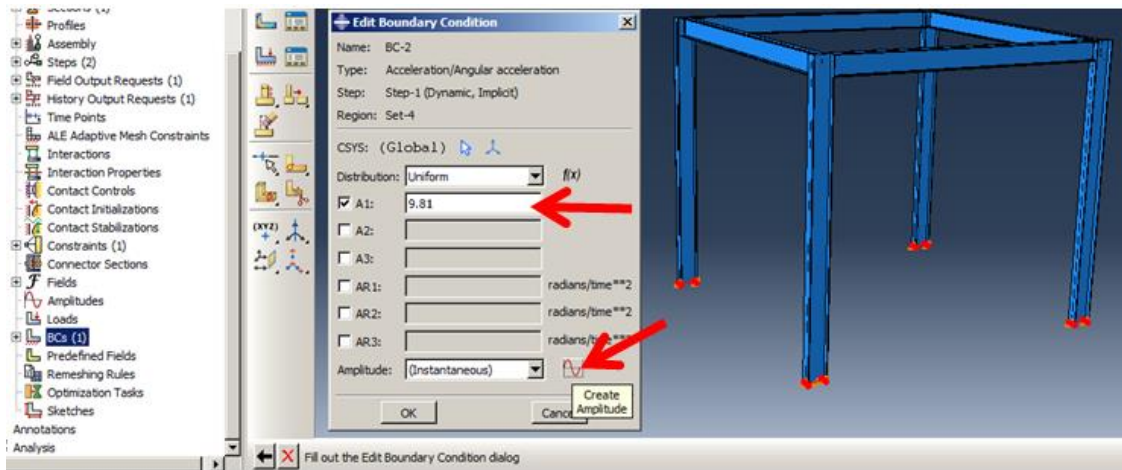 Sections (1)
Profiles
Assembly
Steps (2)
Field Output Requests (1)
History Output Requests (1)
Time Points
ALE Adaptive Mesh Constraints
Interactions
Interaction Properties
Contact Controls
Contact Initializations
Contact Stabilizations
Constraints (1)
Connector Sections
Fields
Amplitudes
Loads
BCs (1)
Predefined Fields
Remeshing Rules
Optimization Tasks
Sketches
Annotations
Analysis
(XYZ)
Edit Boundary Condition
Name: BC-2
Type: Acceleration/Angular acceleration
Step: Step-1 (Dynamic, Implicit)
Region: Set-4
CSYS: (Global)
Distribution: Uniform f(x)
A1: 9.81
A2:
A3:
AR1: radians/time**2
AR2: radians/time**2
AR3:
Amplitude: (Instantaneous)
Create
Amplitude
OK
Fill out the Edit Boundary Condition dialog